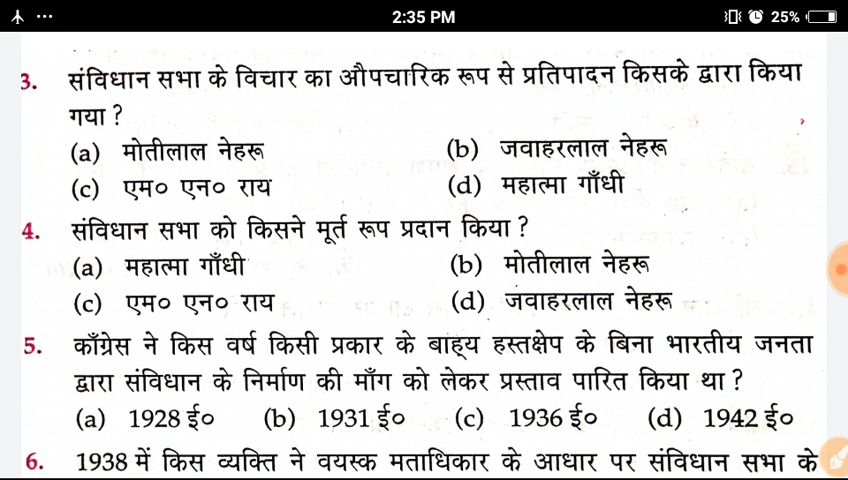 2:35 PM 25%
3. संविधान सभा के विचार का औपचारिक रूप से प्रतिपादन किसके द्वारा किया
गया ?
(a) मोतीलाल नेहरू (b) जवाहरलाल नेहरू
(c) एम० एन० राय (d) महात्मा गाँधी
4. संविधान सभा को किसने मूर्त रूप प्रदान किया ?
(a) महात्मा गाँधी (b) मोतीलाल नेहरू
(c) एम० एन० राय (d) जवाहरलाल नेहरू
5. काँग्रेस ने किस वर्ष किसी प्रकार के बाह्य हस्तक्षेप के बिना भारतीय जनता
द्वारा संविधान के निर्माण की माँग को लेकर प्रस्ताव पारित किया था ?
(a) 1928 ई० (b) 1931 ई० (c) 1936 ई० (d) 1942 ई०
6. 1938 में किस व्यक्ति ने वयस्क मताधिकार के आधार पर संविधान सभा के